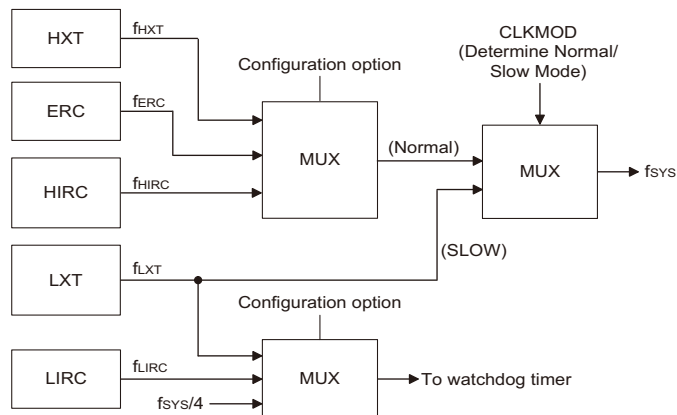 HXT
fHXT
ERC
fERC
HIRC
fHIRC
LXT
fLXT
LIRC
fLIRC
fSYS/4
Configuration option
MUX
(Normal)
(SLOW)
CLKMOD
(Determine Normal/
Slow Mode)
MUX
fSYS
Configuration option
MUX
To watchdog timer